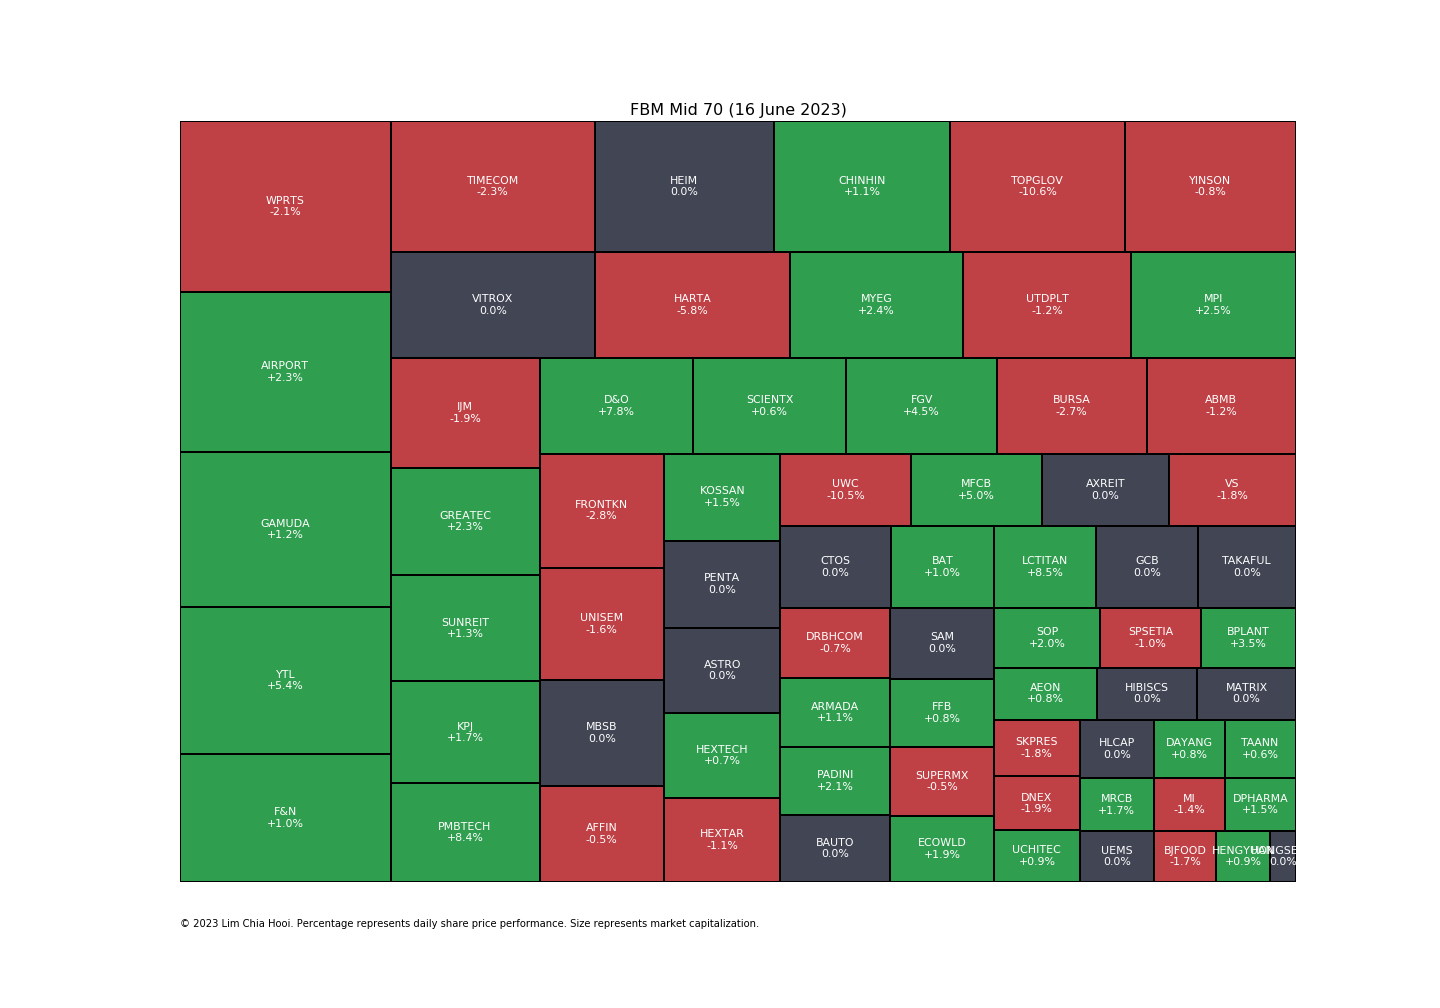 FBM Mid 70 (16 June 2023)
WPRTS
-2.1%
AIRPORT
+2.3%
GAMUDA
+1.2%
YTL
+5.4%
F&N
+1.0%
TIMECOM
-2.3%
HEIM
0.0%
CHINHIN
+1.1%
TOPGLOV
-10.6%
YINSON
-0.8%
VITROX
0.0%
HARTA
-5.8%
MYEG
+2.4%
UTDPLT
-1.2%
MPI
+2.5%
IJM
-1.9%
GREATEC
+2.3%
SUNREIT
+1.3%
KPJ
+1.7%
PMBTECH
+8.4%
D&O
+7.8%
SCIENTX
+0.6%
FGV
+4.5%
BURSA
-2.7%
ABMB
-1.2%
FRONTKN
-2.8%
UNISEM
-1.6%
MBSB
0.0%
AFFIN
-0.5%
KOSSAN
+1.5%
PENTA
0.0%
ASTRO
0.0%
HEXTECH
+0.7%
HEXTAR
-1.1%
UWC
-10.5%
MFCB
+5.0%
AXREIT
0.0%
VS
-1.8%
CTOS
0.0%
BAT
+1.0%
LCTITAN
+8.5%
GCB
0.0%
TAKAFUL
0.0%
DRBHCOM
-0.7%
ARMADA
+1.1%
PADINI
+2.1%
BAUTO
0.0%
SAM
0.0%
FFB
+0.8%
SUPERMX
-0.5%
ECOWLD
+1.9%
SOP
+2.0%
SPSETIA
-1.0%
BPLANT
+3.5%
AEON
+0.8%
HIBISCS
0.0%
MATRIX
0.0%
SKPRES
-1.8%
DNEX
-1.9%
UCHITEC
+0.9%
HLCAP
0.0%
DAYANG
+0.8%
TAANN
+0.6%
MRCB
+1.7%
MI
-1.4%
DPHARMA
+1.5%
UEMS
0.0%
BJFOOD
-1.7%
+0.9%
0.0%
© 2023 Lim Chia Hooi. Percentage represents daily share price performance. Size represents market capitalization.